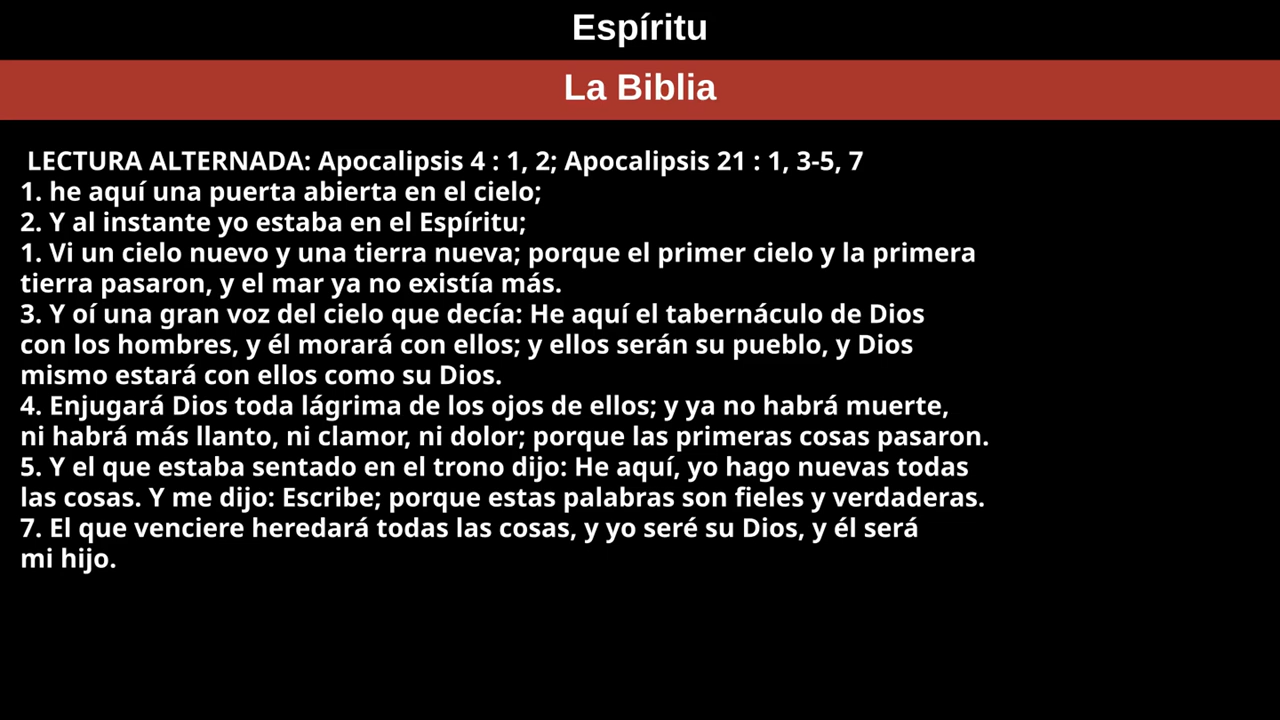 Espíritu
La Biblia
LECTURA ALTERNADA: Apocalipsis 4 : 1, 2; Apocalipsis 21 : 1, 3-5, 7
1. he aquí una puerta abierta en el cielo;
2. Y al instante yo estaba en el Espíritu;
1. Vi un cielo nuevo y una tierra nueva; porque el primer cielo y la primera
tierra pasaron, y el mar ya no existía más.
3. Y oí una gran voz del cielo que decía: He aquí el tabernáculo de Dios
con los hombres, y él morará con ellos; y ellos serán su pueblo, y Dios
mismo estará con ellos como su Dios.
4. Enjugará Dios toda lágrima de los ojos de ellos; y ya no habrá muerte,
ni habrá más llanto, ni clamor, ni dolor; porque las primeras cosas pasaron.
5. Y el que estaba sentado en el trono dijo: He aquí, yo hago nuevas todas
las cosas. Y me dijo: Escribe; porque estas palabras son fieles y verdaderas.
7. El que venciere heredará todas las cosas, y yo seré su Dios, y él será
mi hijo.